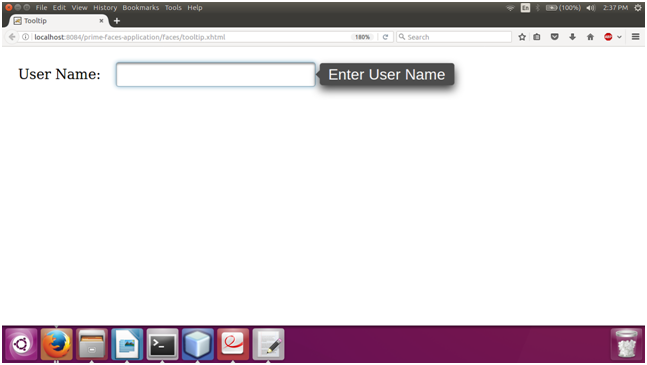 File Edit View History Bookmarks Tools Help
En (100%) 2:37 PM
Tooltip
localhost:8084/prime-faces-application/faces/tooltip.xhtml 180% Search
User Name: Enter User Name